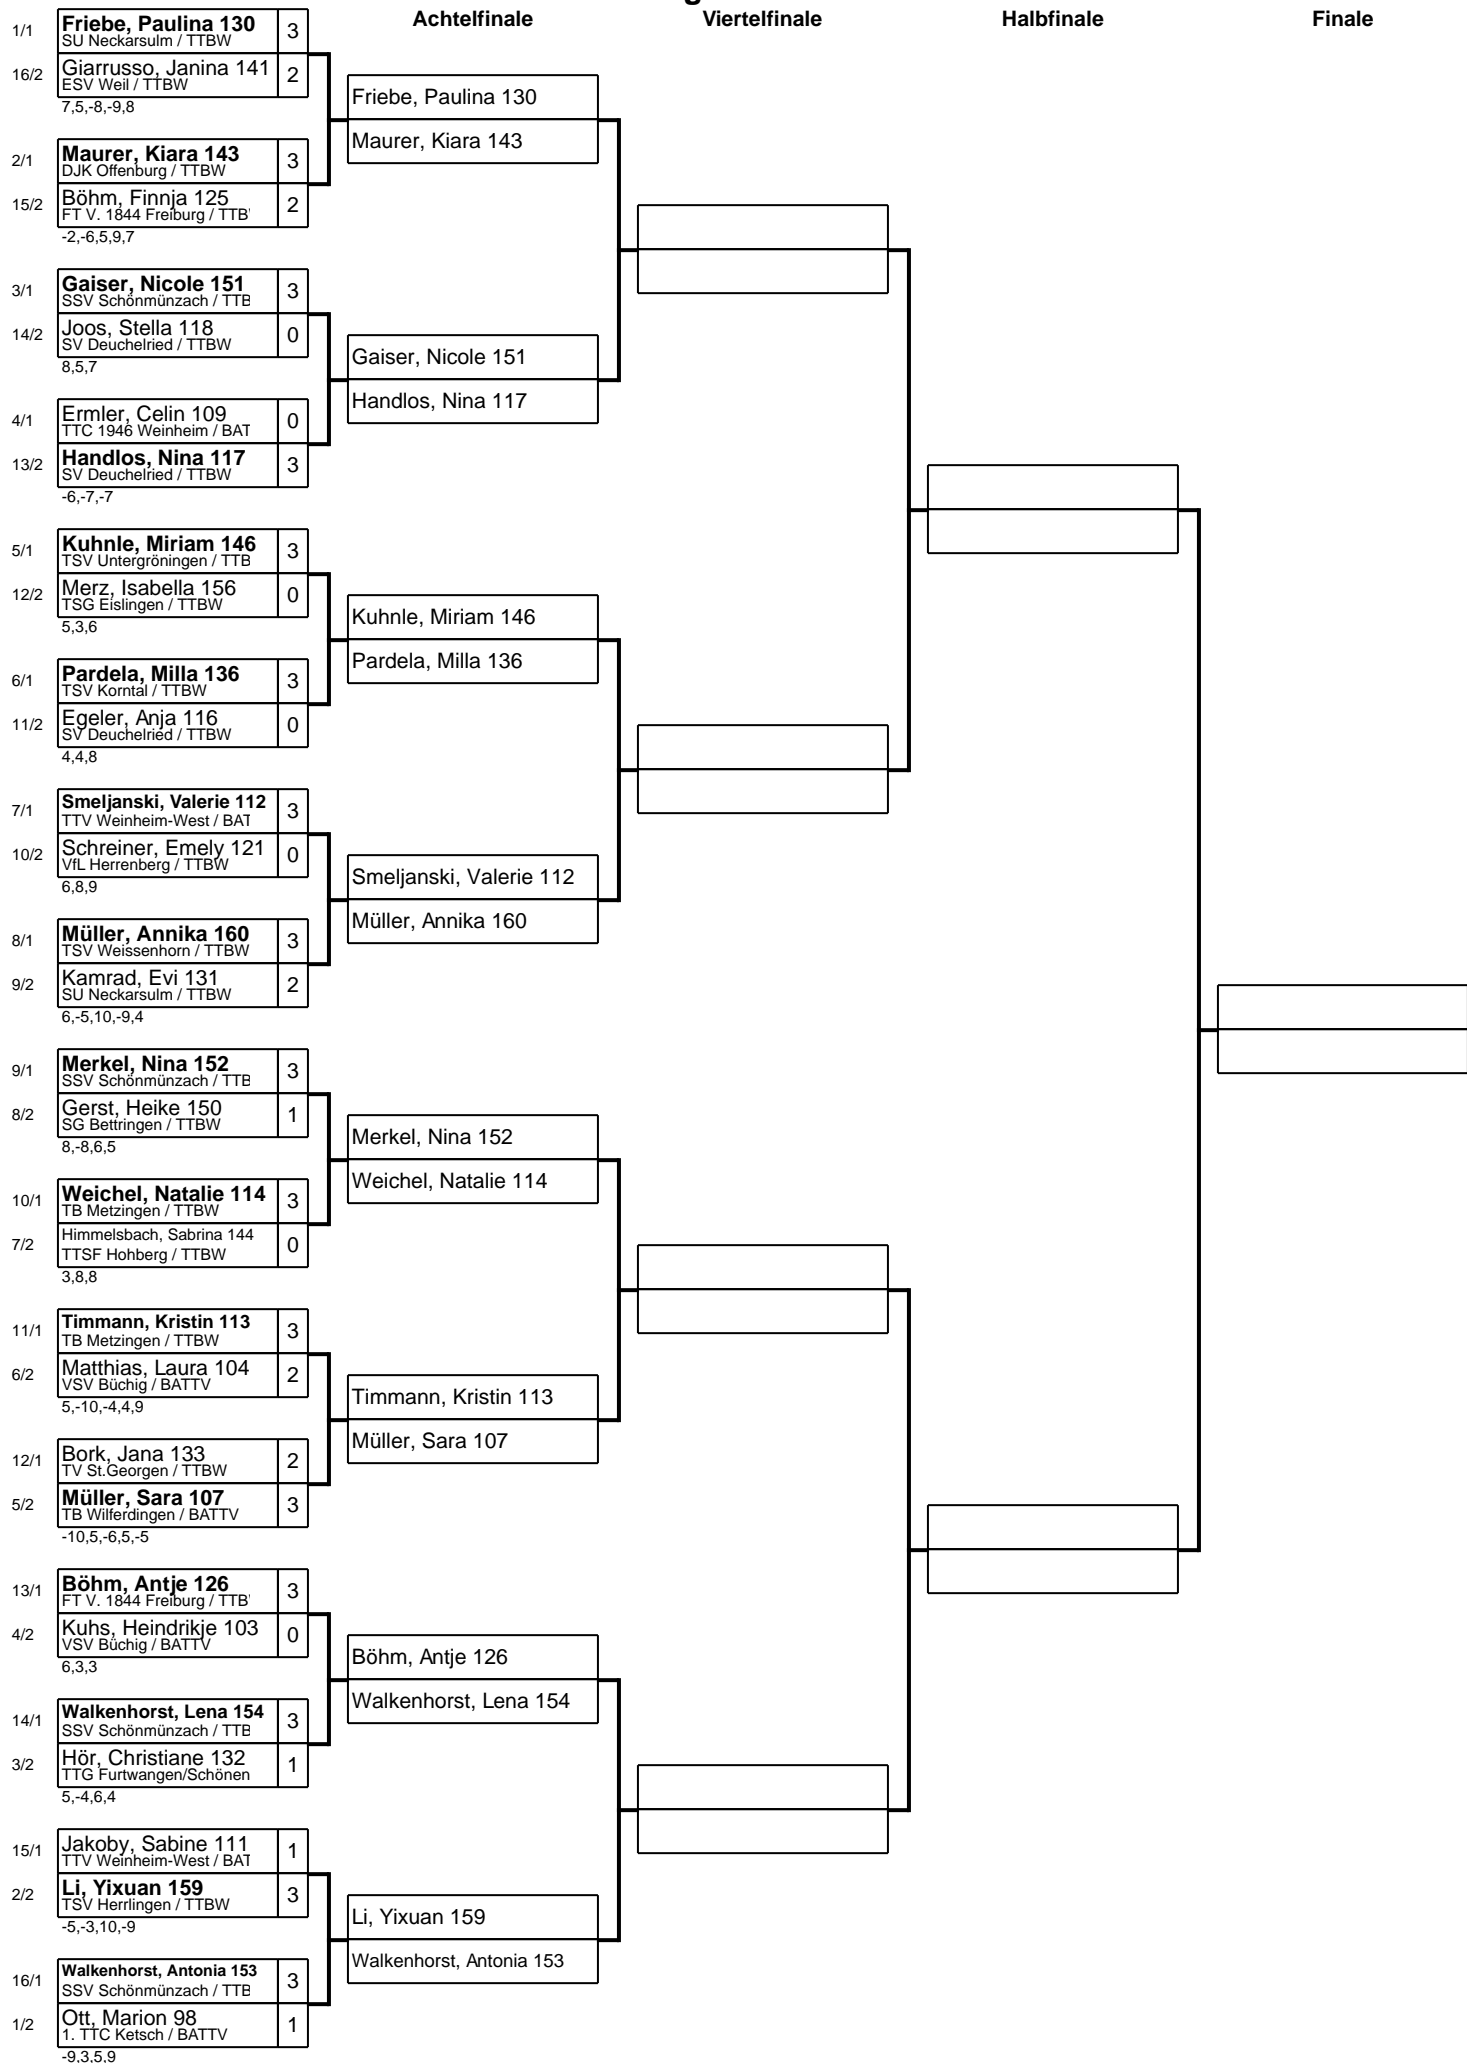 Achtelfinale
Viertelfinale
Halbfinale
Finale
1/1
Friebe, Paulina 130
SU Neckarsulm / TTBW
3
16/2
Giarrusso, Janina 141
ESV Weil / TTBW
2
7,5,-8,-9,8
2/1
Maurer, Kiara 143
DJK Offenburg / TTBW
3
15/2
Böhm, Finnja 125
FT V. 1844 Freiburg / TTB
2
-2,-6,5,9,7
3/1
Gaiser, Nicole 151
SSV Schönmünzach / TTB
3
14/2
Joos, Stella 118
SV Deuchelried / TTBW
0
8,5,7
4/1
Ermler, Celin 109
TTC 1946 Weinheim / BAT
0
13/2
Handlos, Nina 117
SV Deuchelried / TTBW
3
-6,-7,-7
5/1
Kuhnle, Miriam 146
TSV Untergröningen / TTB
3
12/2
Merz, Isabella 156
TSG Eislingen / TTBW
0
5,3,6
6/1
Pardela, Milla 136
TSV Korntal / TTBW
3
11/2
Egeler, Anja 116
SV Deuchelried / TTBW
0
4,4,8
7/1
Smeljanski, Valerie 112
TTV Weinheim-West / BAT
3
10/2
Schreiner, Emely 121
VfL Herrenberg / TTBW
0
6,8,9
8/1
Müller, Annika 160
TSV Weissenhorn / TTBW
3
9/2
Kamrad, Evi 131
SU Neckarsulm / TTBW
2
6,-5,10,-9,4
9/1
Merkel, Nina 152
SSV Schönmünzach / TTB
3
8/2
Gerst, Heike 150
SG Bettringen / TTBW
1
8,-8,6,5
10/1
Weichel, Natalie 114
TB Metzingen / TTBW
3
7/2
Himmelsbach, Sabrina 144
TTSF Hohberg / TTBW
0
3,8,8
11/1
Timmann, Kristin 113
TB Metzingen / TTBW
3
6/2
Matthias, Laura 104
VSV Büchig / BATTV
2
5,-10,-4,4,9
12/1
Bork, Jana 133
TV St.Georgen / TTBW
2
5/2
Müller, Sara 107
TB Wilferdingen / BATTV
3
-10,5,-6,5,-5
13/1
Böhm, Antje 126
FT V. 1844 Freiburg / TTB
3
4/2
Kuhs, Heindrikje 103
VSV Büchig / BATTV
0
6,3,3
14/1
Walkenhorst, Lena 154
SSV Schönmünzach / TTB
3
3/2
Hör, Christiane 132
TTG Furtwangen/Schönen
1
5,-4,6,4
15/1
Jakoby, Sabine 111
TTV Weinheim-West / BAT
1
2/2
Li, Yixuan 159
TSV Herrlingen / TTBW
3
-5,-3,10,-9
16/1
Walkenhorst, Antonia 153
SSV Schönmünzach / TTB
3
1/2
Ott, Marion 98
1. TTC Ketsch / BATTV
1
-9,3,5,9
Friebe, Paulina 130
Maurer, Kiara 143
Gaiser, Nicole 151
Handlos, Nina 117
Kuhnle, Miriam 146
Pardela, Milla 136
Smeljanski, Valerie 112
Müller, Annika 160
Merkel, Nina 152
Weichel, Natalie 114
Timmann, Kristin 113
Müller, Sara 107
Böhm, Antje 126
Walkenhorst, Lena 154
Li, Yixuan 159
Walkenhorst, Antonia 153